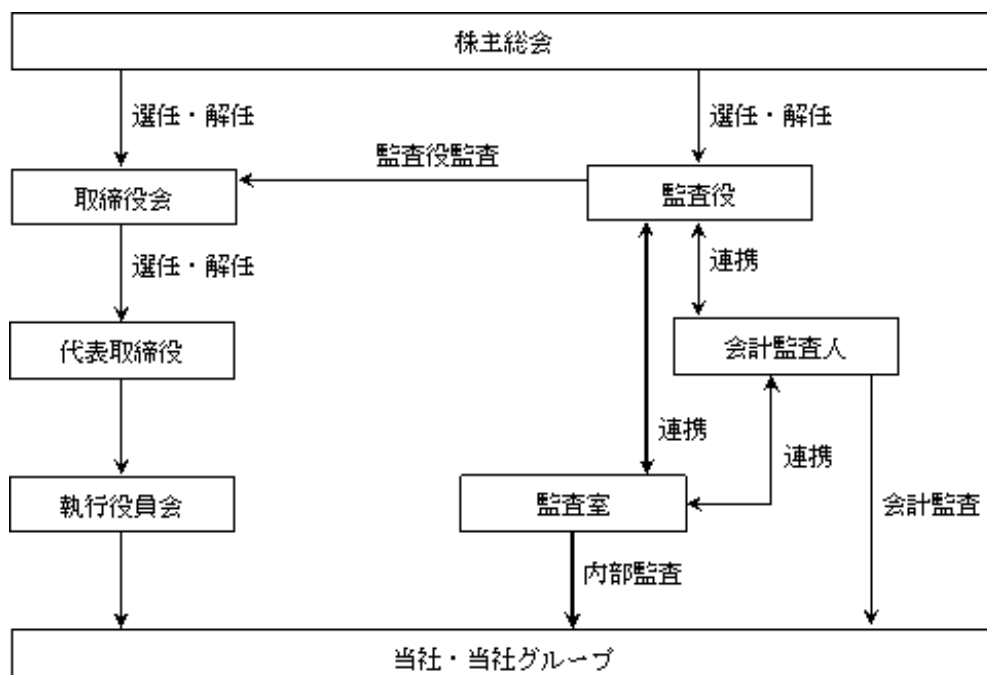 株主総会
選任・解任
選任・解任
監査役監査
取締役会
監査役
選任・解任
連携
代表取締役
会計監査人
連携
連携
執行役員会
監査室
会計監査
内部監査
当社・当社グループ